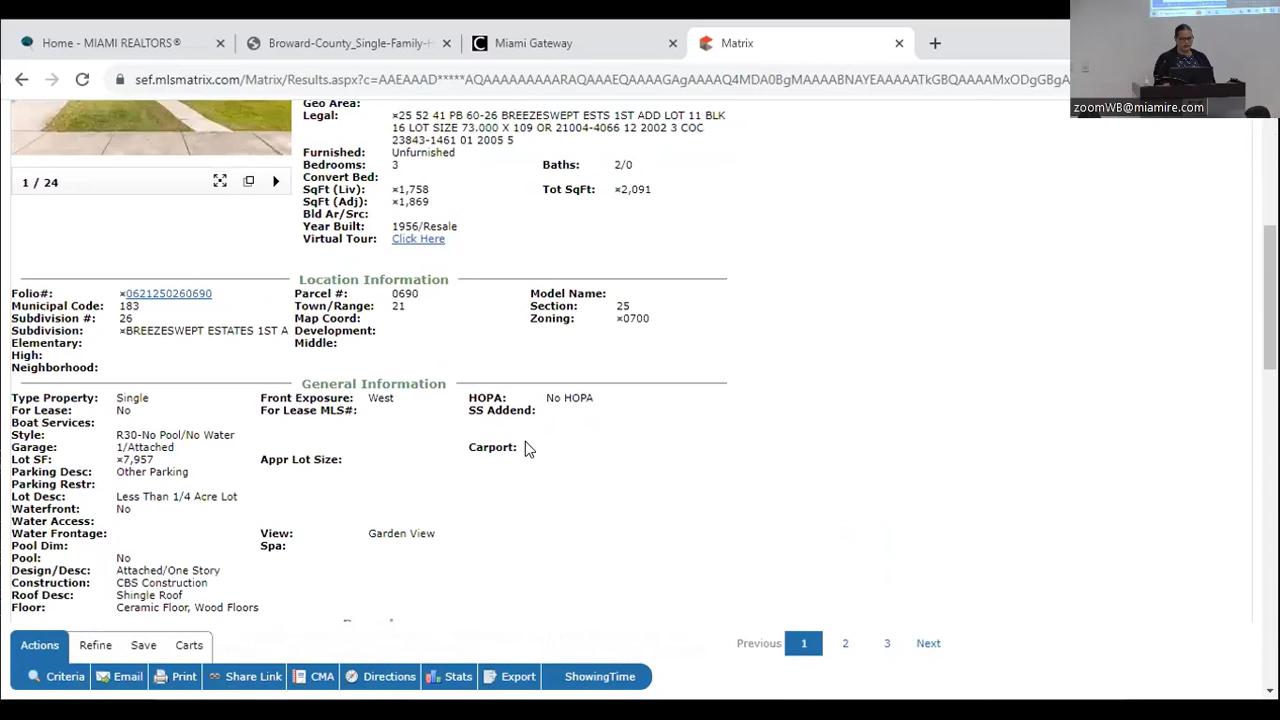 Home - MIAMI REALTORS®
Broward-County_Single-Family-H
Miami Gateway
Matrix
zoomWB@miamire.com
Geo Area:
Legal: ×25 52 41 PB 60-26 BREEZESWEPT ESTS 1ST ADD LOT 11 BLK
16 LOT SIZE 73.000 X 109 OR 21004-4066 12 2002 3 COC
23843-1461 01 2005 5
Furnished: Unfurnished
1 / 24
Bedrooms: 3 Baths: 2/0
Convert Bed:
SqFt (Liv): ×1,758 Tot SqFt: ×2,091
SqFt (Adj): ×1,869
Bld Ar/Src:
Year Built: 1956/Resale
Virtual Tour: Click Here
Location Information
Folio#: ×0621250260690 Parcel #: 0690 Model Name:
Municipal Code: 183 Town/Range: 21 Section: 25
Subdivision #: 26 Map Coord: Zoning: ×0700
Subdivision: ×BREEZESWEPT ESTATES 1ST A Development:
Elementary: Middle:
High:
Neighborhood:
General Information
Type Property: Single Front Exposure: West HOPA: No HOPA
For Lease: No For Lease MLS#: SS Addend:
Boat Services:
Style: R30-No Pool/No Water
Garage: 1/Attached Carport:
Lot SF: ×7,957 Appr Lot Size:
Parking Desc: Other Parking
Parking Restr:
Lot Desc: Less Than 1/4 Acre Lot
Waterfront: No
Water Access:
Water Frontage: View: Garden View
Pool Dim: Spa:
Pool: No
Design/Desc: Attached/One Story
Construction: CBS Construction
Roof Desc: Shingle Roof
Floor: Ceramic Floor, Wood Floors
Actions Refine Save Carts Previous 1 2 3 Next
Criteria Email Print Share Link CMA Directions Stats Export ShowingTime